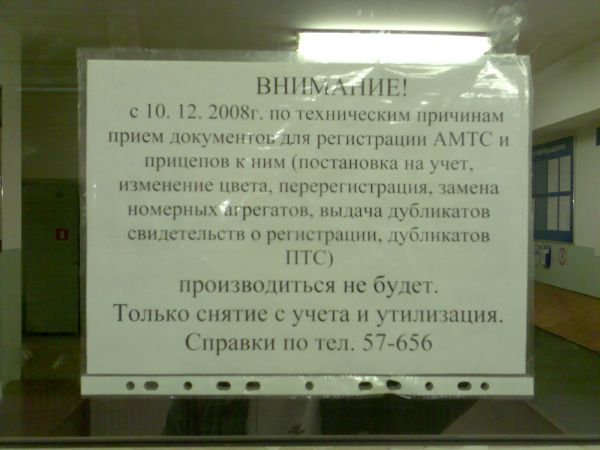 ВНИМАНИЕ!
с 10. 12. 2008г. по техническим причинам
прием документов для регистрации АМТС и
прицепов к ним (постановка на учет,
изменение цвета, перерегистрация, замена
номерных агрегатов, выдача дубликатов
свидетельств о регистрации, дубликатов
ПТС)
производиться не будет.
Только снятие с учета и утилизация.
Справки по тел. 57-656